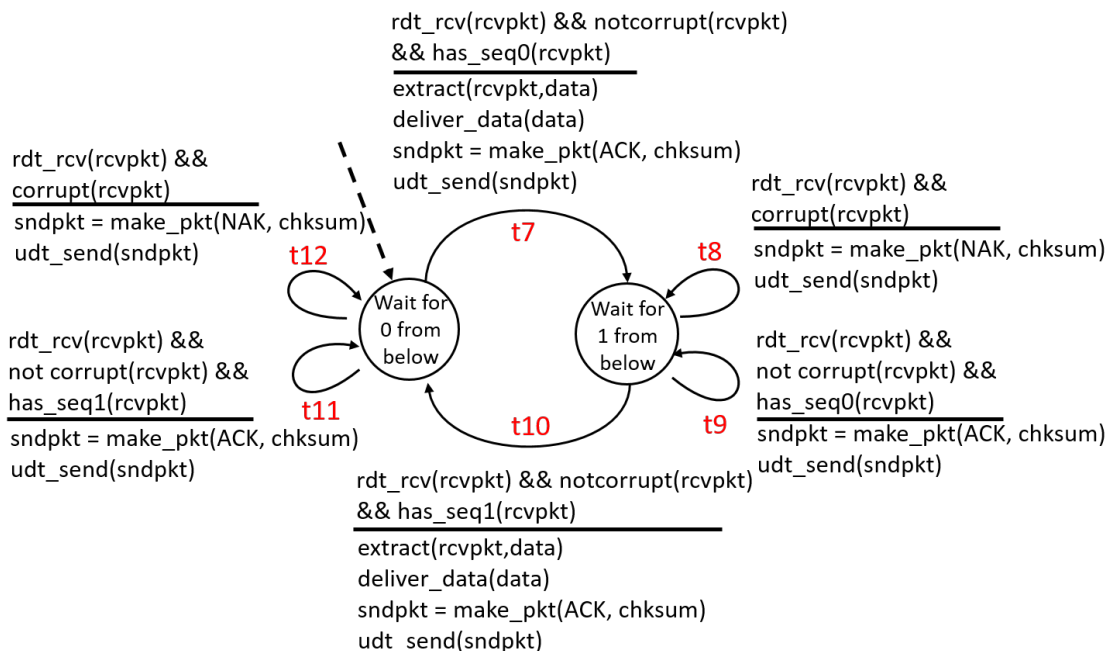 rdt_rcv(rcvpkt) && notcorrupt(rcvpkt)
&& has_seq0(rcvpkt)
extract(rcvpkt,data)
deliver_data(data)
sndpkt = make_pkt(ACK, chksum)
udt_send(sndpkt)
rdt_rcv(rcvpkt) &&
corrupt(rcvpkt)
sndpkt = make_pkt(NAK, chksum)
udt_send(sndpkt)
t12
t7
rdt_rcv(rcvpkt) &&
corrupt(rcvpkt)
sndpkt = make_pkt(NAK, chksum)
udt_send(sndpkt)
t8
Wait for
0 from
below
Wait for
1 from
below
rdt_rcv(rcvpkt) &&
not corrupt(rcvpkt) &&
has_seq1(rcvpkt)
sndpkt = make_pkt(ACK, chksum)
udt_send(sndpkt)
t11
t10
t9
rdt_rcv(rcvpkt) &&
not corrupt(rcvpkt) &&
has_seq0(rcvpkt)
sndpkt = make_pkt(ACK, chksum)
udt_send(sndpkt)
rdt_rcv(rcvpkt) && notcorrupt(rcvpkt)
&& has_seq1(rcvpkt)
extract(rcvpkt,data)
deliver_data(data)
sndpkt = make_pkt(ACK, chksum)
udt_send(sndpkt)